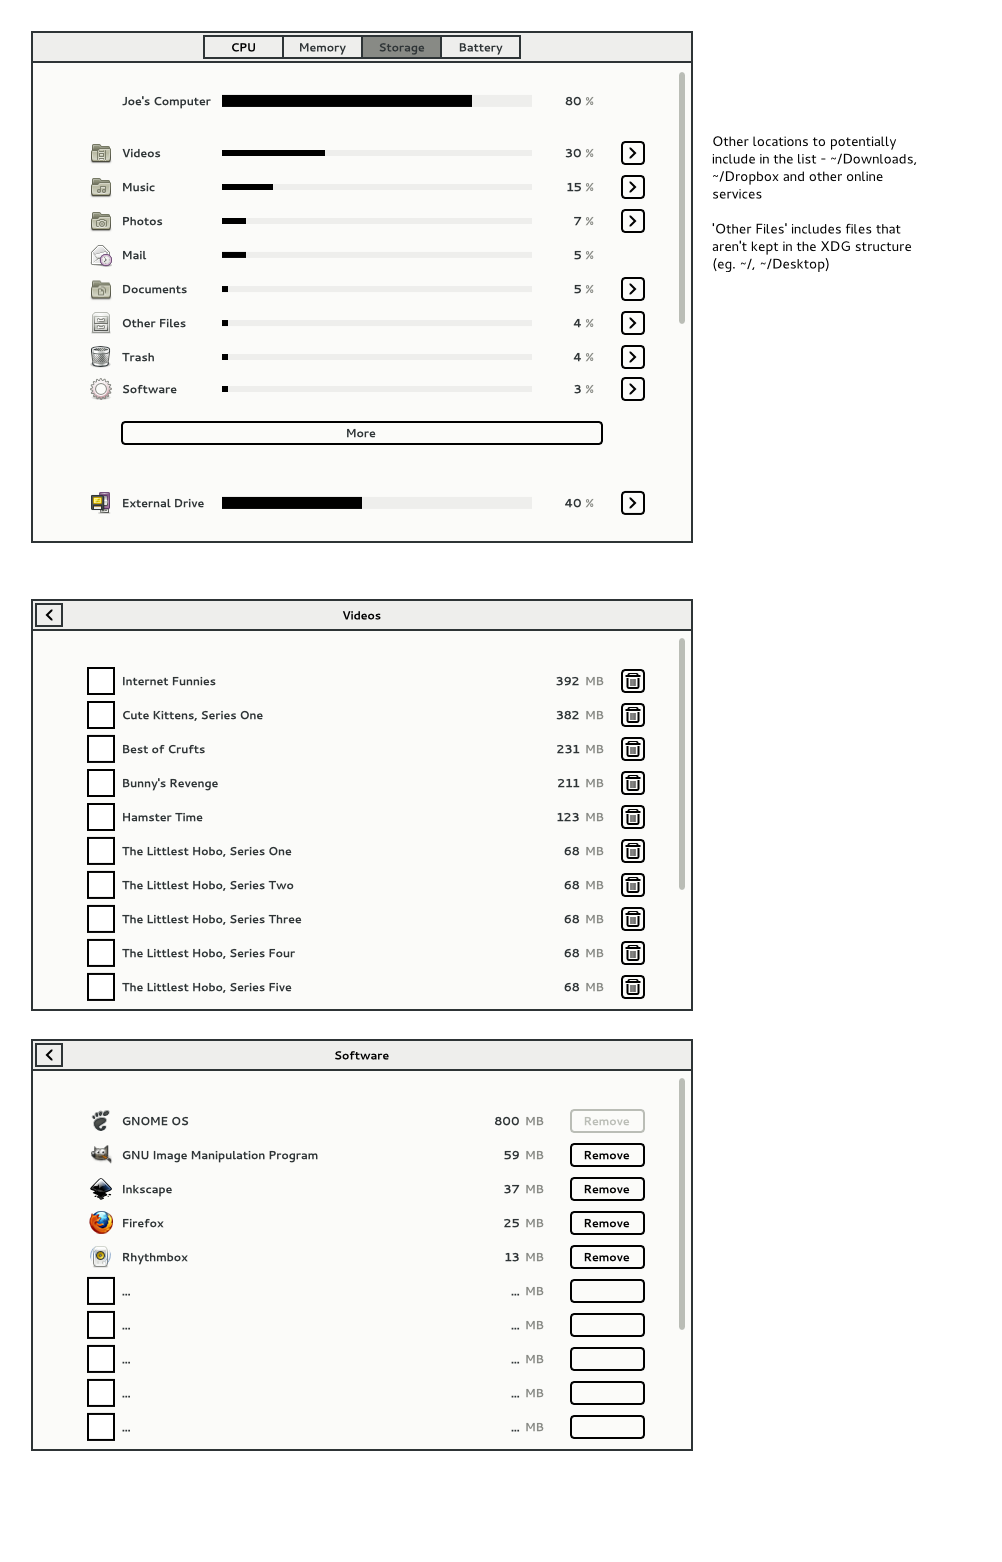 CPU Memory Storage Battery
Joe's Computer 80 %
Videos 30 %
Music 15 %
Photos 7 %
Mail 5 %
Documents 5 %
Other Files 4 %
Trash 4 %
Software 3 %
More
External Drive 40 %
Other locations to potentially
include in the list - ~/Downloads,
~/Dropbox and other online
services
'Other Files' includes files that
aren't kept in the XDG structure
(eg. ~/, ~/Desktop)
Videos
Internet Funnies 392 MB
Cute Kittens, Series One 382 MB
Best of Crufts 231 MB
Bunny's Revenge 211 MB
Hamster Time 123 MB
The Littlest Hobo, Series One 68 MB
The Littlest Hobo, Series Two 68 MB
The Littlest Hobo, Series Three 68 MB
The Littlest Hobo, Series Four 68 MB
The Littlest Hobo, Series Five 68 MB
Software
GNOME OS 800 MB Remove
GNU Image Manipulation Program 59 MB Remove
Inkscape 37 MB Remove
Firefox 25 MB Remove
Rhythmbox 13 MB Remove
... ... MB
... ... MB
... ... MB
... ... MB
... ... MB